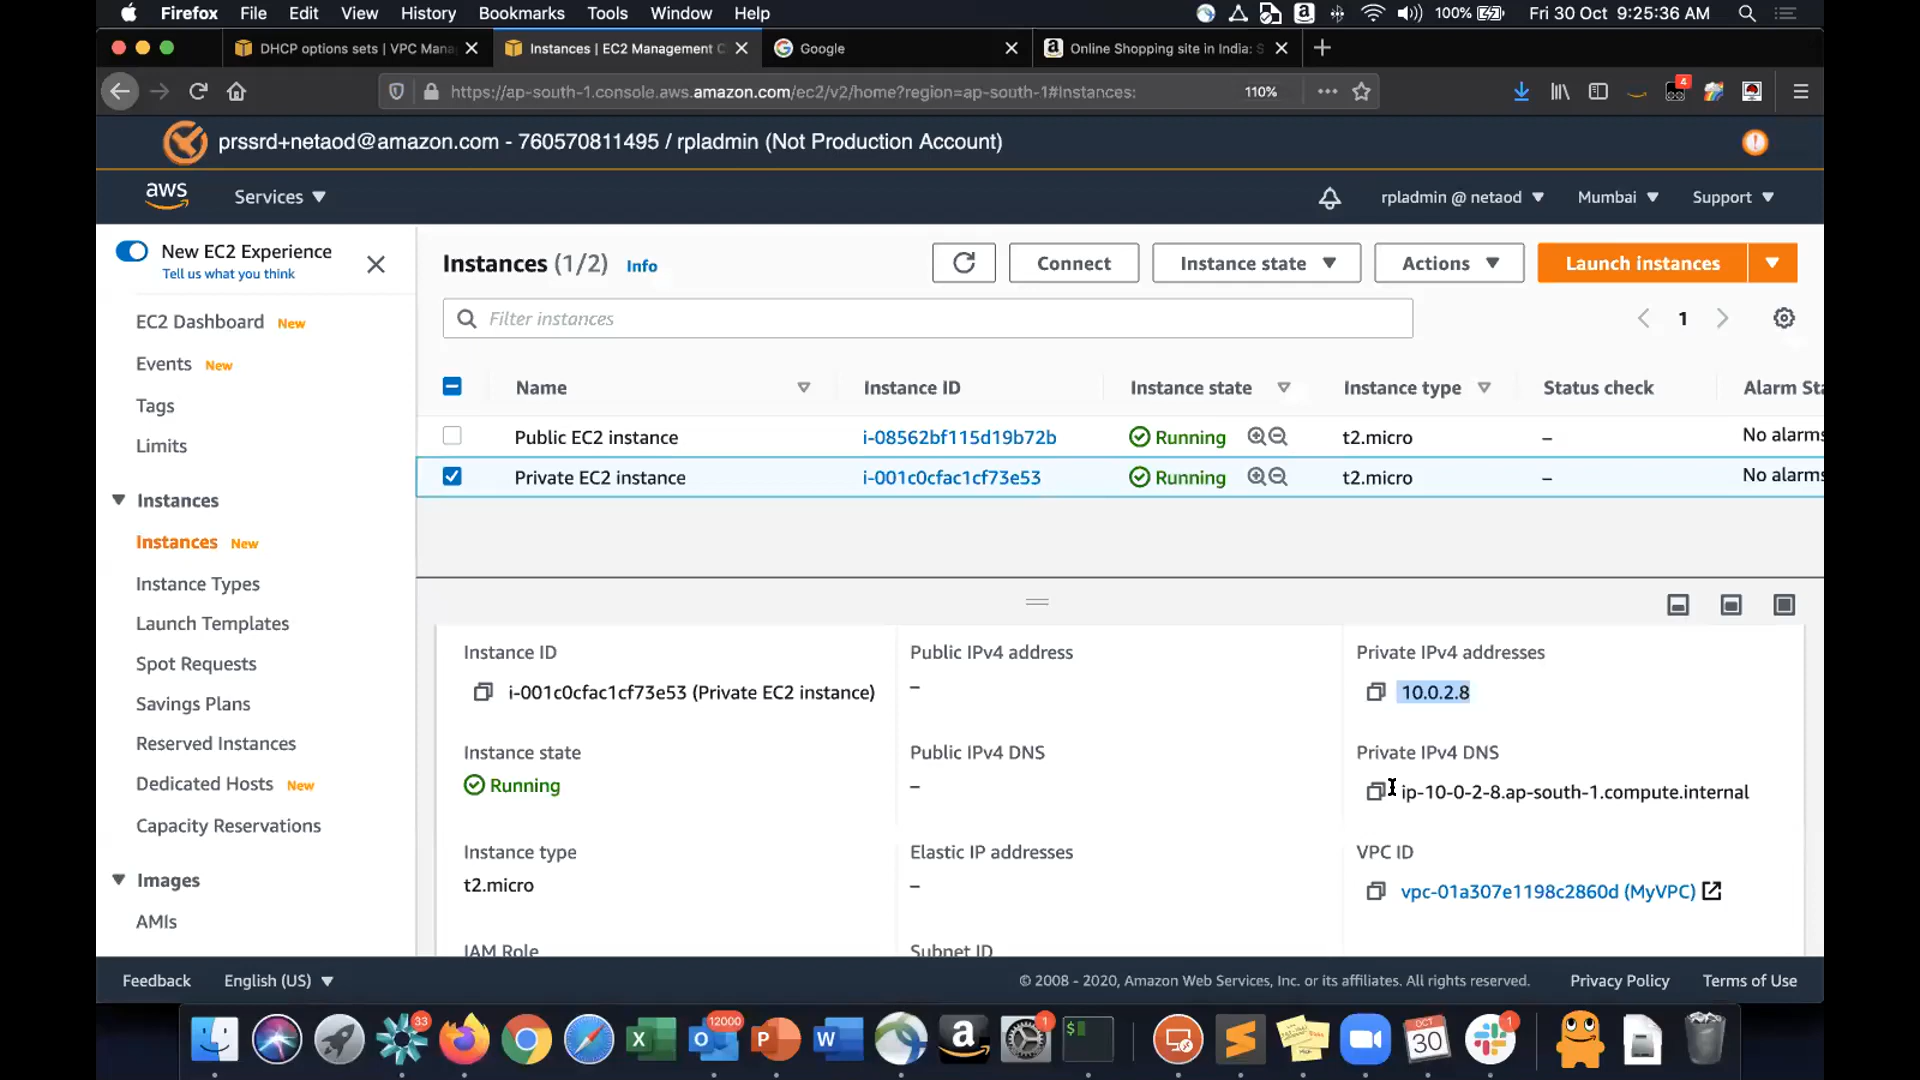 Firefox File Edit View History Bookmarks Tools Window Help 100% Fri 30 Oct 9:25:36 AM
DHCP options sets | VPC Mana Instances | EC2 Management C Google Online Shopping site in India: S
https://ap-south-1.console.aws.amazon.com/ec2/v2/home?region=ap-south-1#Instances: 110% 4
prssrd+netaod@amazon.com - 760570811495 / rpladmin (Not Production Account)
aws Services rpladmin @ netaod Mumbai Support
New EC2 Experience
Tell us what you think
Instances (1/2) Info Connect Instance state Actions Launch instances
Filter instances 1
EC2 Dashboard New
Events New
Tags
Limits
Instances
Instances New
Instance Types
Launch Templates
Spot Requests
Savings Plans
Reserved Instances
Dedicated Hosts New
Capacity Reservations
Images
AMIs
Name Instance ID Instance state Instance type Status check Alarm Sta
Public EC2 instance i-08562bf115d19b72b Running t2.micro – No alarms
Private EC2 instance i-001c0cfac1cf73e53 Running t2.micro – No alarms
Instance ID Public IPv4 address Private IPv4 addresses
i-001c0cfac1cf73e53 (Private EC2 instance) – 10.0.2.8
Instance state Public IPv4 DNS Private IPv4 DNS
Running – ip-10-0-2-8.ap-south-1.compute.internal
Instance type Elastic IP addresses VPC ID
t2.micro – vpc-01a307e1198c2860d (MyVPC)
IAM Role Subnet ID
Feedback English (US) © 2008 - 2020, Amazon Web Services, Inc. or its affiliates. All rights reserved. Privacy Policy Terms of Use
33 12000 1 OCT 30 1